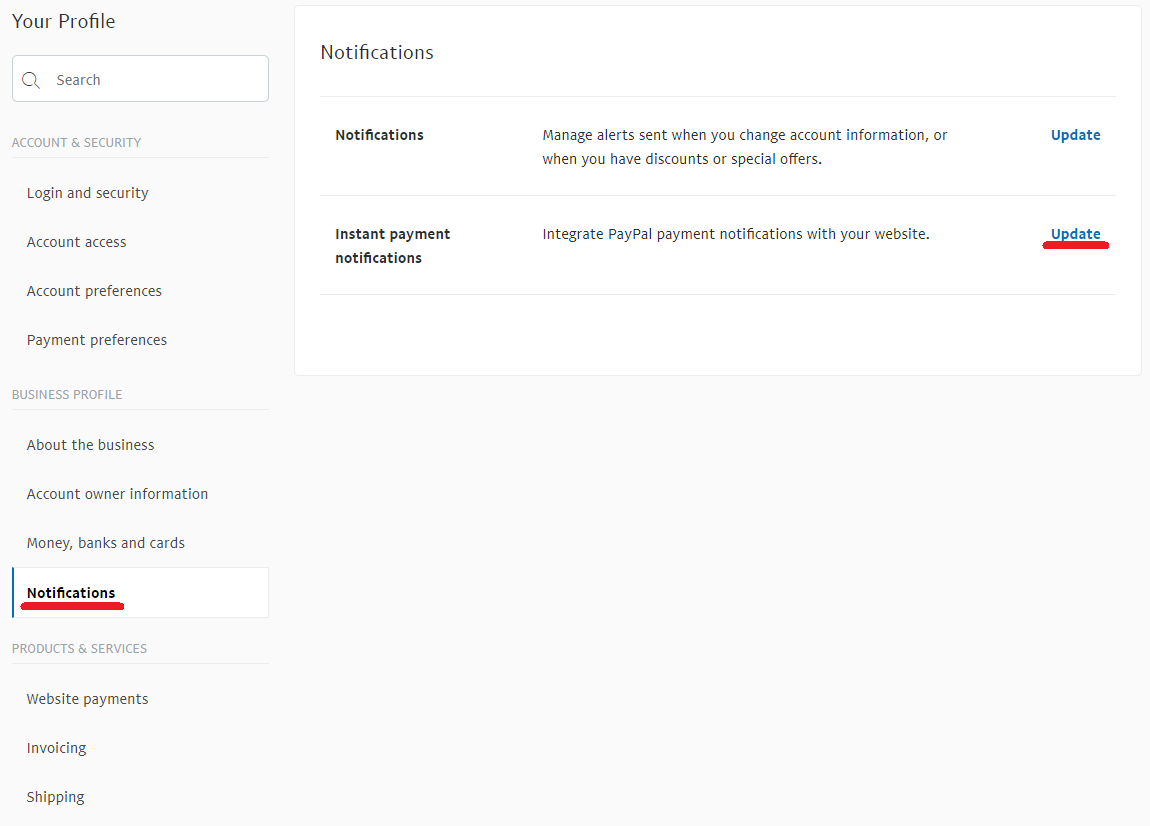 Your Profile
Search
ACCOUNT & SECURITY
Login and security
Account access
Account preferences
Payment preferences
BUSINESS PROFILE
About the business
Account owner information
Money, banks and cards
Notifications
PRODUCTS & SERVICES
Website payments
Invoicing
Shipping
Notifications
Notifications
Manage alerts sent when you change account information, or
when you have discounts or special offers.
Update
Instant payment
notifications
Integrate PayPal payment notifications with your website.
Update